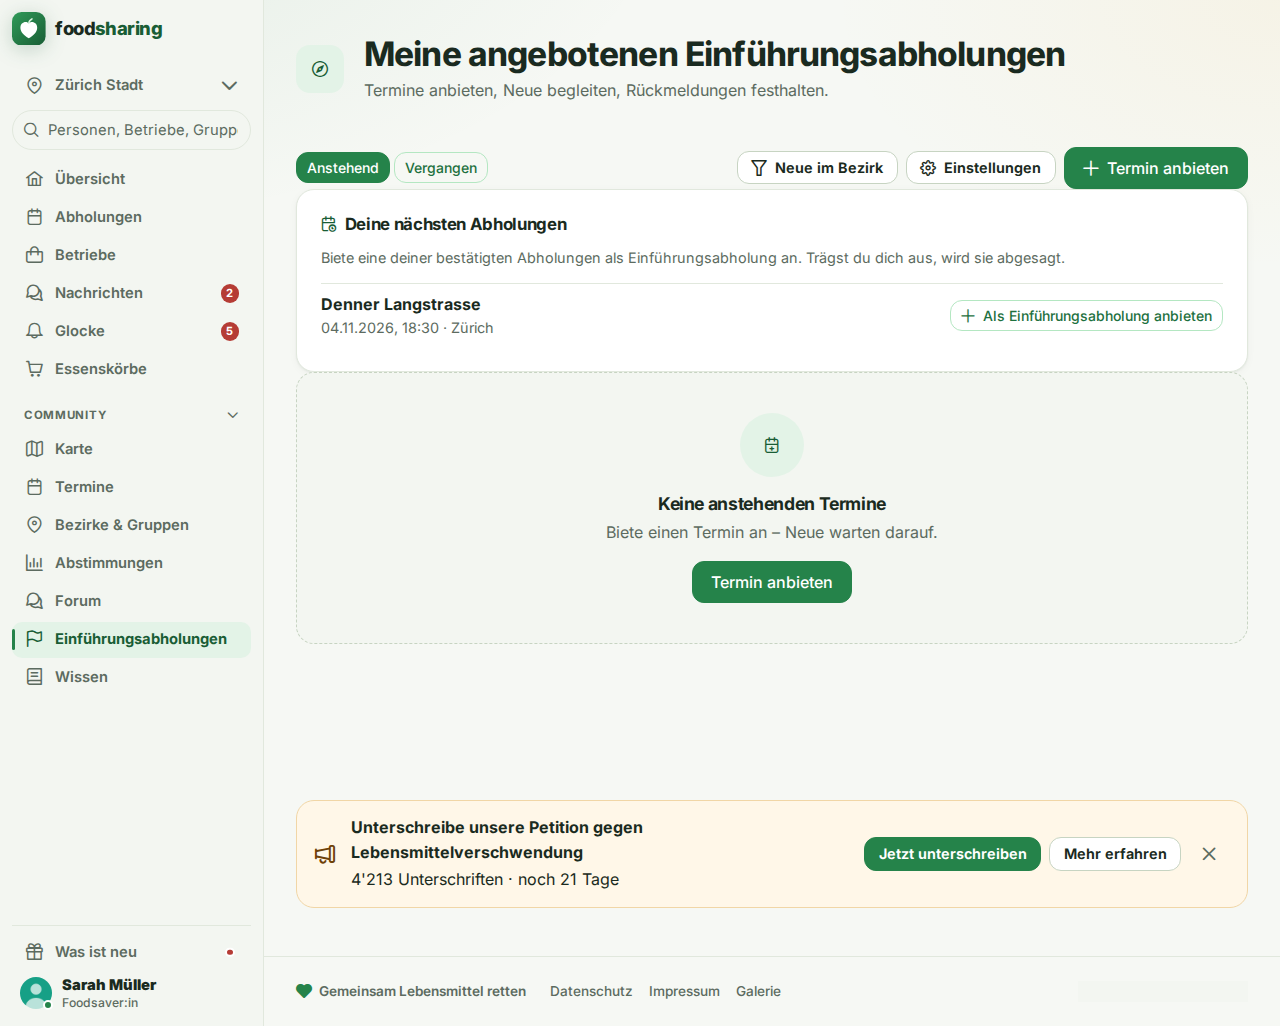 foodsharing
Zürich Stadt
Personen, Betriebe, Grupp
Übersicht
Abholungen
Betriebe
Nachrichten 2
Glocke 5
Essenskörbe
COMMUNITY
Karte
Termine
Bezirke & Gruppen
Abstimmungen
Forum
Einführungsabholungen
Wissen
Was ist neu
Sarah Müller
Foodsaver:in
Meine angebotenen Einführungsabholungen
Termine anbieten, Neue begleiten, Rückmeldungen festhalten.
Anstehend Vergangen Neue im Bezirk Einstellungen Termin anbieten
Deine nächsten Abholungen
Biete eine deiner bestätigten Abholungen als Einführungsabholung an. Trägst du dich aus, wird sie abgesagt.
Denner Langstrasse
04.11.2026, 18:30 · Zürich
Als Einführungsabholung anbieten
Keine anstehenden Termine
Biete einen Termin an – Neue warten darauf.
Termin anbieten
Unterschreibe unsere Petition gegen
Lebensmittelverschwendung
4'213 Unterschriften · noch 21 Tage
Jetzt unterschreiben Mehr erfahren
Gemeinsam Lebensmittel retten Datenschutz Impressum Galerie